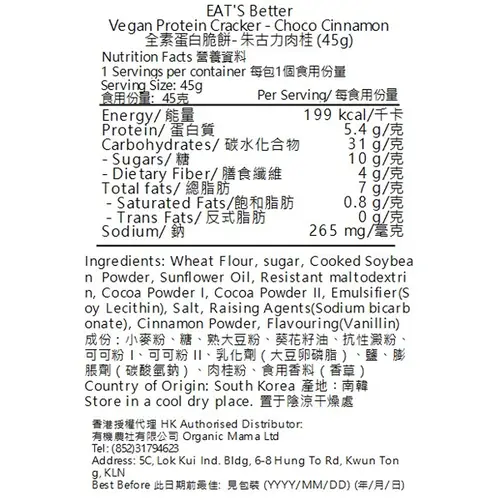 EAT'S Better
Vegan Protein Cracker - Choco Cinnamon
全素蛋白脆餅- 朱古力肉桂 (45g)
Nutrition Facts 營養資料
1 Servings per container 每包1個食用份量
Serving Size: 45g
食用份量: 45克 Per Serving/ 每食用份量
Energy/ 能量 199 kcal/千卡
Protein/ 蛋白質 5.4 g/克
Carbohydrates/ 碳水化合物 31 g/克
- Sugars/ 糖 10 g/克
- Dietary Fiber/ 膳食纖維 4 g/克
Total fats/ 總脂肪 7 g/克
- Saturated Fats/飽和脂肪 0.8 g/克
- Trans Fats/ 反式脂肪 0 g/克
Sodium/ 鈉 265 mg/毫克
Ingredients: Wheat Flour, sugar, Cooked Soybea
n Powder, Sunflower Oil, Resistant maltodextri
n, Cocoa Powder I, Cocoa Powder II, Emulsifier(S
oy Lecithin), Salt, Raising Agents(Sodium bicarb
onate), Cinnamon Powder, Flavouring(Vanillin)
成份：小麥粉、糖、熟大豆粉、葵花籽油、抗性澱粉、
可可粉 I、可可粉 II、乳化劑（大豆卵磷脂）、鹽、膨
脹劑（碳酸氫鈉）、肉桂粉、食用香料（香草）
Country of Origin: South Korea 產地：南韓
Store in a cool dry place. 置于陰涼干燥處
香港授權代理 HK Authorised Distributor:
有機農社有限公司 Organic Mama Ltd
Tel: (852)31794623
Address: 5C, Lok Kui Ind. Bldg, 6-8 Hung To Rd, Kwun Ton
g, KLN
Best Before 此日期前最佳: 見包裝 (YYYY/MM/DD) (年/月/日)